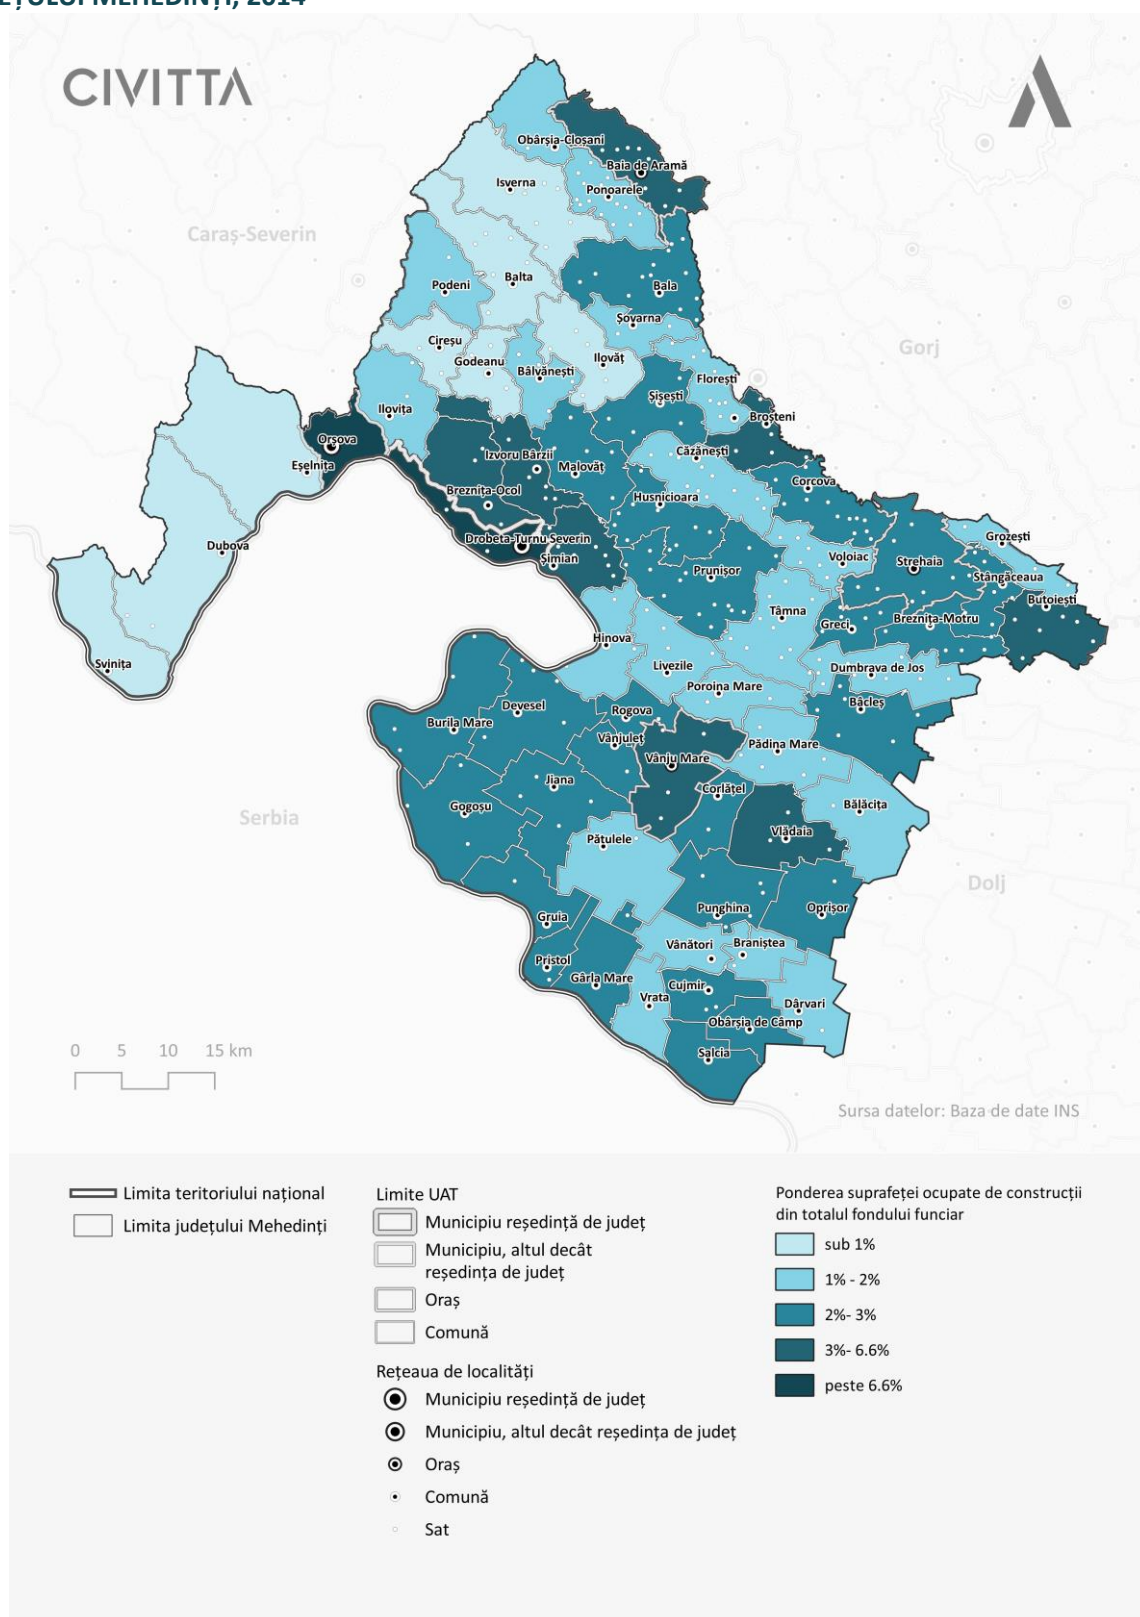 EȚULUI MEHEDINȚI, 2014
CIVITTA
Obârșia-Cloșani
Baia de Aramă
Isverna
Ponoarele
Caraș-Severin
Balta
Podeni
Bala
Șovarna
Cireșu
Gorj
Godeanu
Ilovăț
Bâlvănești
Florești
Șișești
Ilovița
Broșteni
Orșova
Izvoru Bârzii
Căzănești
Eșelnița
Malovăț
Corcova
Breznița-Ocol
Husnicioara
Drobeta-Turnu Severin
Grozești
Dubova
Șimian
Voloiac
Strehaia
Prunișor
Stângăceaua
Butoiești
Tâmna
Greci
Breznița-Motru
Hinova
Svinița
Livezile
Dumbrava de Jos
Poroina Mare
Devesel
Rogova
Bâcleș
Burila Mare
Vânjuleț
Pădina Mare
Vânju Mare
Jiana
Corlățel
Gogoșu
Bălăcița
Serbia
Vlădaia
Pătulele
Dolj
Punghina
Oprișor
Gruia
Vânători
Braniștea
Pristol
Gârla Mare
Cujmir
Vrata
Dârvari
Obârșia de Câmp
Salcia
0 5 10 15 km
Sursa datelor: Baza de date INS
Limita teritoriului național
Limita județului Mehedinți
Limite UAT
Municipiu reședință de județ
Municipiu, altul decât
reședința de județ
Oraș
Comună
Rețeaua de localități
Municipiu reședință de județ
Municipiu, altul decât reședința de județ
Oraș
Comună
Sat
Ponderea suprafeței ocupate de construcții
din totalul fondului funciar
sub 1%
1% - 2%
2%- 3%
3%- 6.6%
peste 6.6%